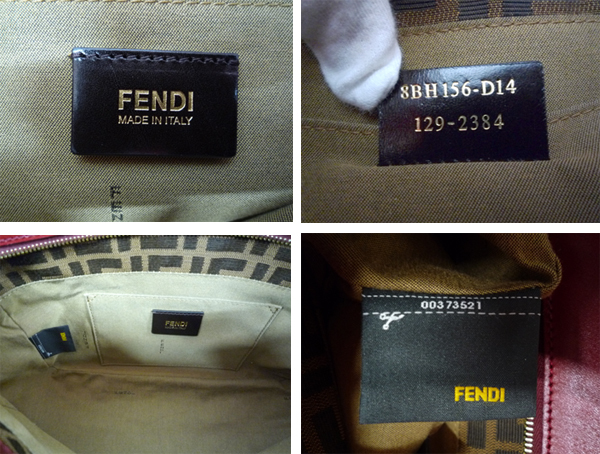 FENDI
MADE IN ITALY
8BH156-D14
129-2384
FENDI
00373521
FENDI